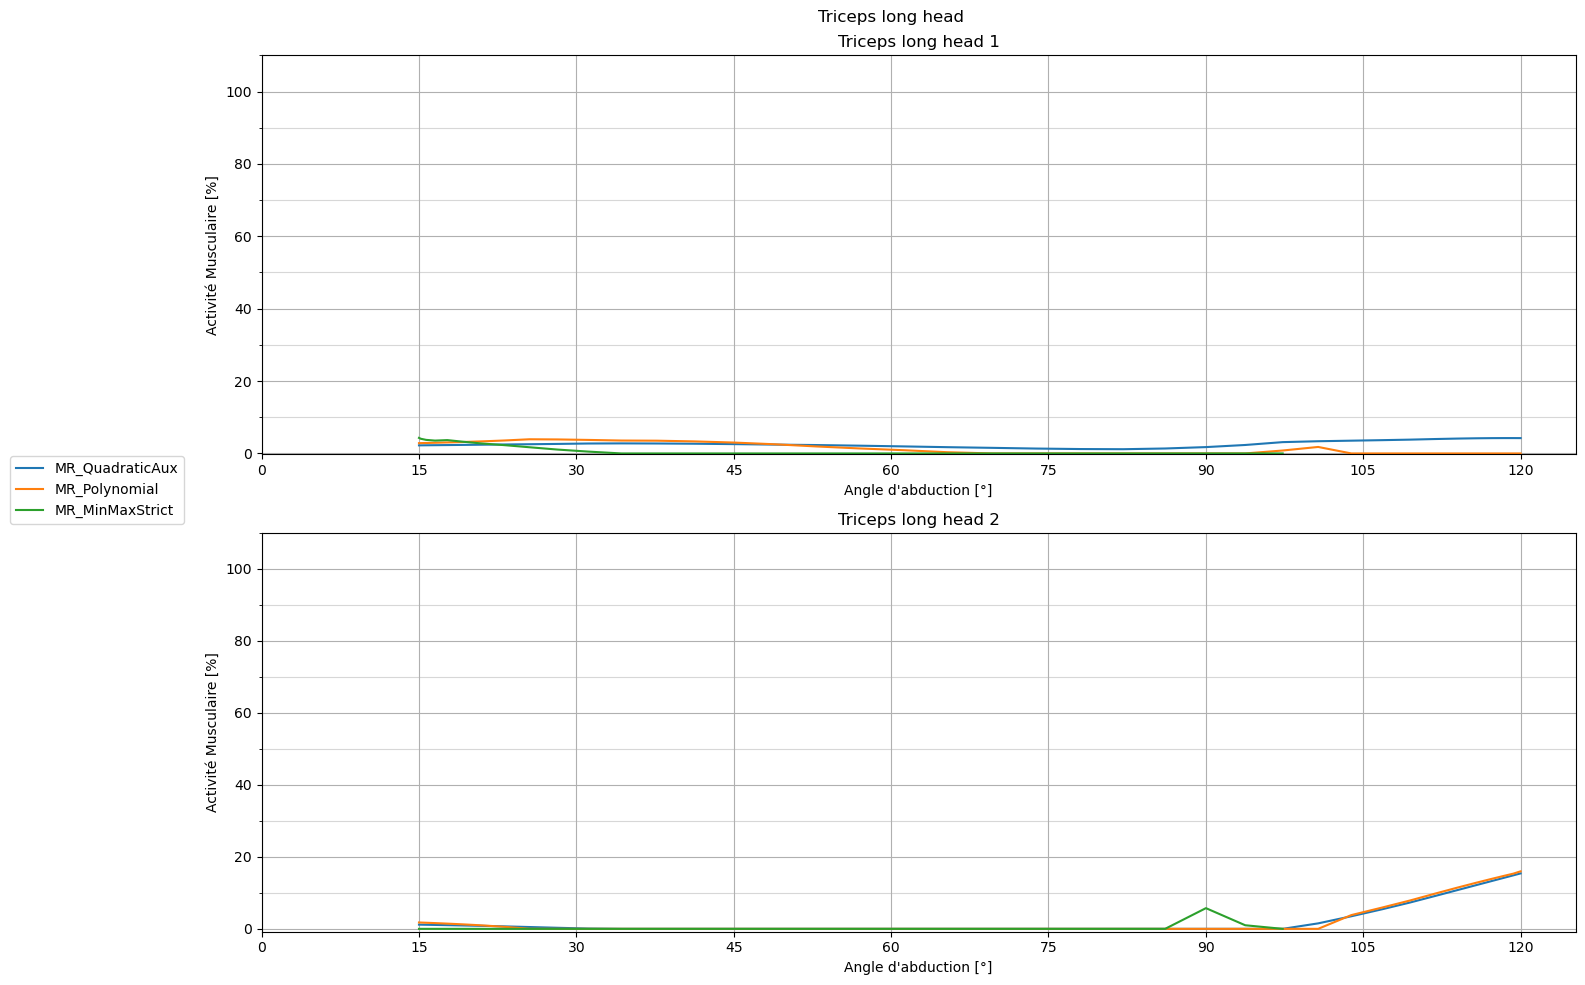 Triceps long head
Triceps long head 1
100
80
60
40
20
0
Activité Musculaire [%]
0 15 30 45 60 75 90 105 120
Angle d'abduction [°]
MR_QuadraticAux
MR_Polynomial
MR_MinMaxStrict
Triceps long head 2
100
80
60
40
20
0
Activité Musculaire [%]
0 15 30 45 60 75 90 105 120
Angle d'abduction [°]